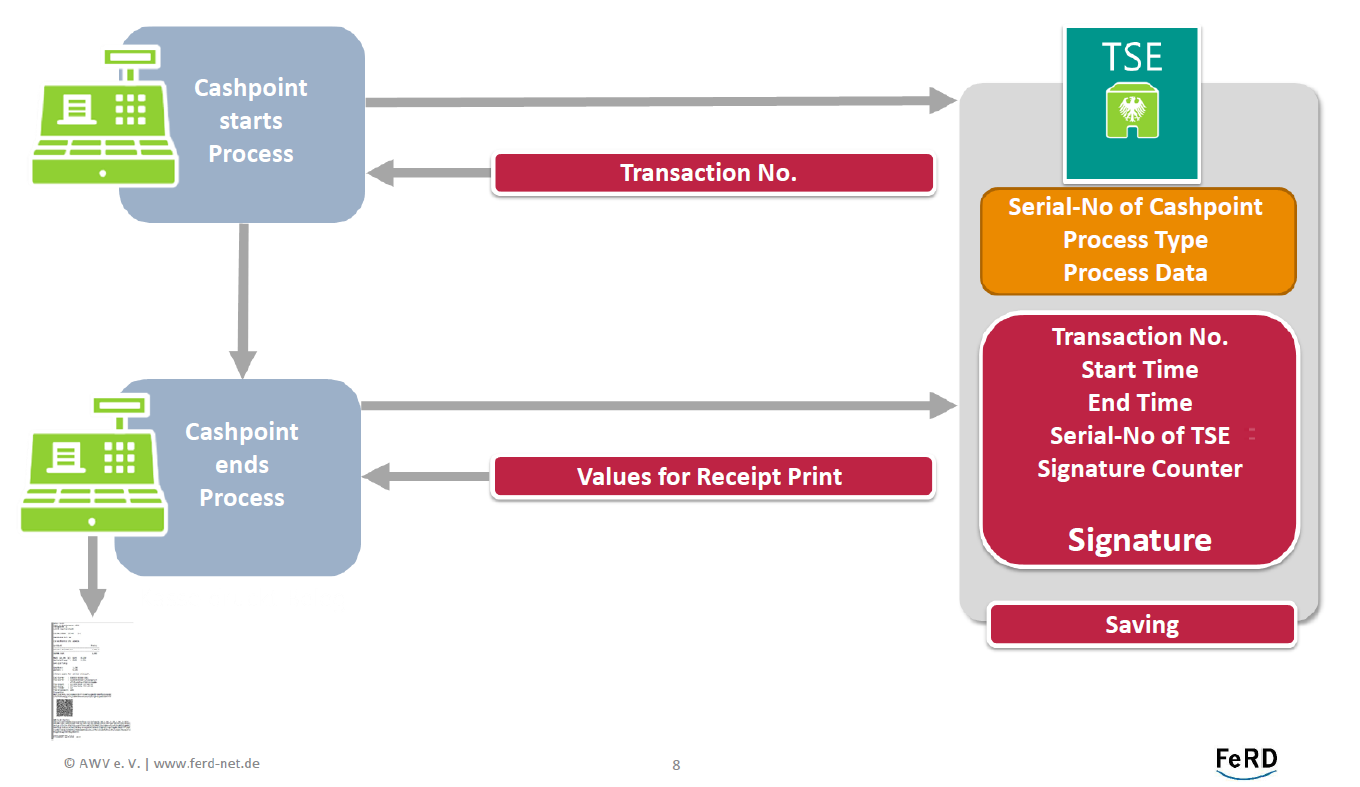 Cashpoint
starts
Process
TSE
Transaction No.
Serial-No of Cashpoint
Process Type
Process Data
Transaction No.
Start Time
End Time
Serial-No of TSE
Signature Counter
Signature
Cashpoint
ends
Process
Values for Receipt Print
Saving
© AWV e. V. | www.ferd-net.de
8
FeRD